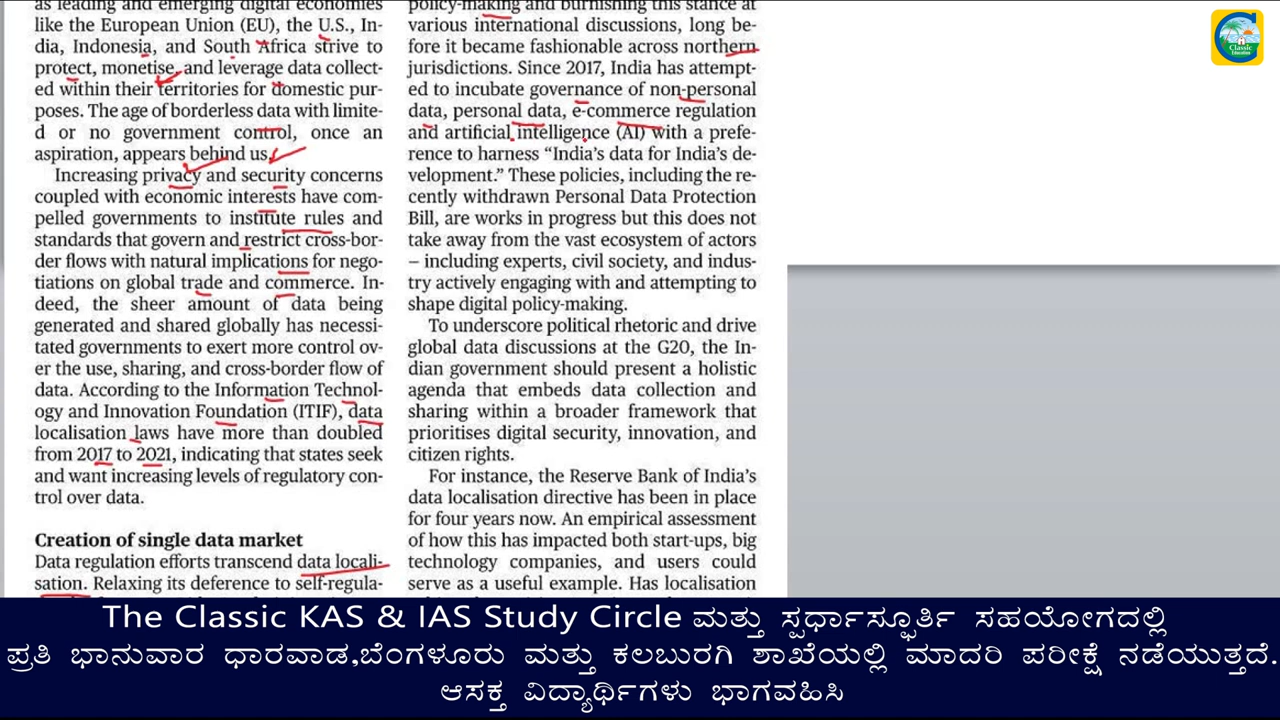 as leading and emerging digital economies
like the European Union (EU), the U.S., In-
dia, Indonesia, and South Africa strive to
protect, monetise, and leverage data collect-
ed within their territories for domestic pur-
poses. The age of borderless data with limite-
d or no government control, once an
aspiration, appears behind us.
Increasing privacy and security concerns
coupled with economic interests have com-
pelled governments to institute rules and
standards that govern and restrict cross-bor-
der flows with natural implications for nego-
tiations on global trade and commerce. In-
deed, the sheer amount of data being
generated and shared globally has necessi-
tated governments to exert more control ov-
er the use, sharing, and cross-border flow of
data. According to the Information Technol-
ogy and Innovation Foundation (ITIF), data
localisation laws have more than doubled
from 2017 to 2021, indicating that states seek
and want increasing levels of regulatory con-
trol over data.
Creation of single data market
Data regulation efforts transcend data locali-
sation. Relaxing its deference to self-regula-
policy-making and burnishing this stance at
various international discussions, long be-
fore it became fashionable across northern
jurisdictions. Since 2017, India has attempt-
ed to incubate governance of non-personal
data, personal data, e-commerce regulation
and artificial intelligence (AI) with a prefe-
rence to harness “India’s data for India’s de-
velopment.” These policies, including the re-
cently withdrawn Personal Data Protection
Bill, are works in progress but this does not
take away from the vast ecosystem of actors
– including experts, civil society, and indus-
try actively engaging with and attempting to
shape digital policy-making.
To underscore political rhetoric and drive
global data discussions at the G20, the In-
dian government should present a holistic
agenda that embeds data collection and
sharing within a broader framework that
prioritises digital security, innovation, and
citizen rights.
For instance, the Reserve Bank of India’s
data localisation directive has been in place
for four years now. An empirical assessment
of how this has impacted both start-ups, big
technology companies, and users could
serve as a useful example. Has localisation
Classic
Education
The Classic KAS & IAS Study Circle ಮತ್ತು ಸ್ಪರ್ಧಾಸ್ಫೂರ್ತಿ ಸಹಯೋಗದಲ್ಲಿ
ಪ್ರತಿ ಭಾನುವಾರ ಧಾರವಾಡ,ಬೆಂಗಳೂರು ಮತ್ತು ಕಲಬುರಗಿ ಶಾಖೆಯಲ್ಲಿ ಮಾದರಿ ಪರೀಕ್ಷೆ ನಡೆಯುತ್ತದೆ.
ಆಸಕ್ತ ವಿದ್ಯಾರ್ಥಿಗಳು ಭಾಗವಹಿಸಿ